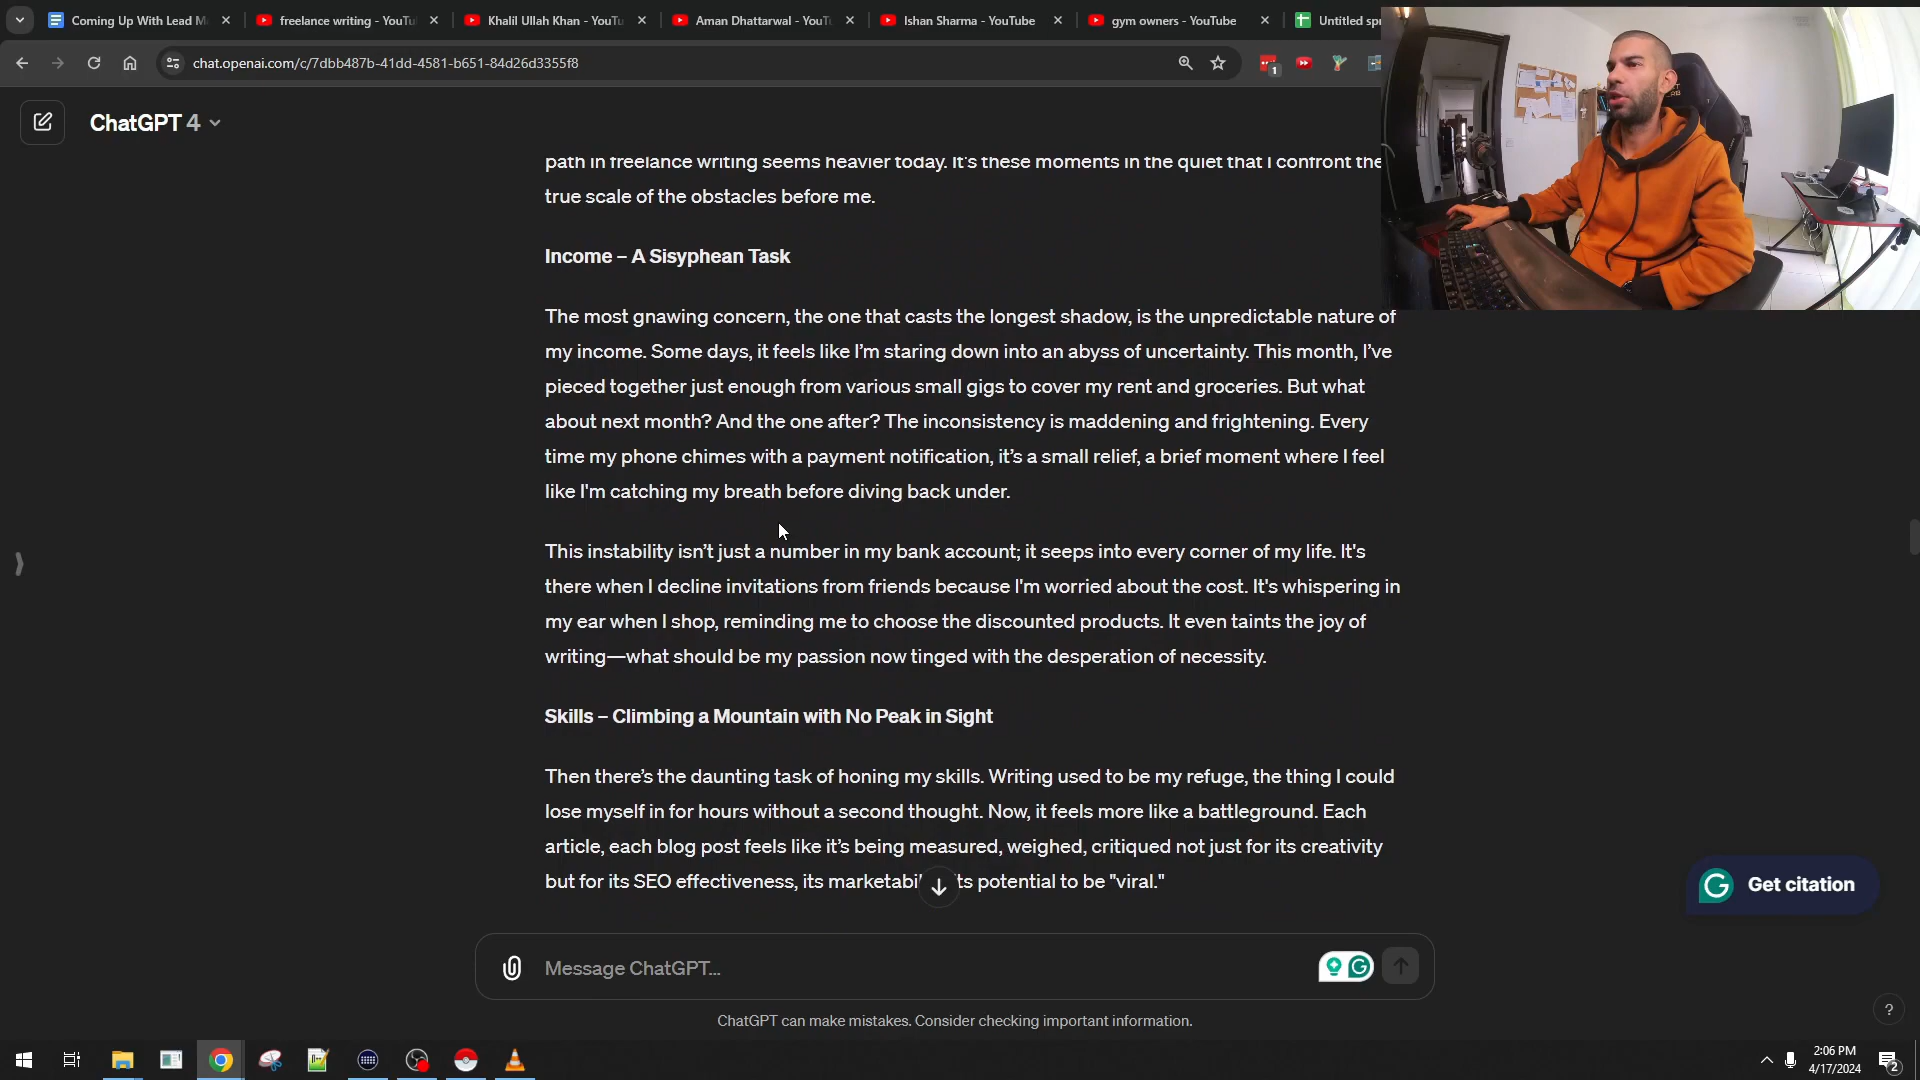 Coming Up With Lead M
freelance writing - YouTu
Khalil Ullah Khan - YouTu
Aman Dhattarwal - YouT
Ishan Sharma - YouTube
gym owners - YouTube
Untitled spr
chat.openai.com/c/7dbb487b-41dd-4581-b651-84d26d3355f8
1
ChatGPT 4
path in freelance writing seems heavier today. It's these moments in the quiet that I confront the
true scale of the obstacles before me.
Income – A Sisyphean Task
The most gnawing concern, the one that casts the longest shadow, is the unpredictable nature of
my income. Some days, it feels like I’m staring down into an abyss of uncertainty. This month, I’ve
pieced together just enough from various small gigs to cover my rent and groceries. But what
about next month? And the one after? The inconsistency is maddening and frightening. Every
time my phone chimes with a payment notification, it’s a small relief, a brief moment where I feel
like I'm catching my breath before diving back under.
This instability isn’t just a number in my bank account; it seeps into every corner of my life. It's
there when I decline invitations from friends because I'm worried about the cost. It's whispering in
my ear when I shop, reminding me to choose the discounted products. It even taints the joy of
writing—what should be my passion now tinged with the desperation of necessity.
Skills – Climbing a Mountain with No Peak in Sight
Then there’s the daunting task of honing my skills. Writing used to be my refuge, the thing I could
lose myself in for hours without a second thought. Now, it feels more like a battleground. Each
article, each blog post feels like it’s being measured, weighed, critiqued not just for its creativity
but for its SEO effectiveness, its marketabi ts potential to be "viral."
Get citation
Message ChatGPT...
ChatGPT can make mistakes. Consider checking important information.
?
2:06 PM
4/17/2024
2